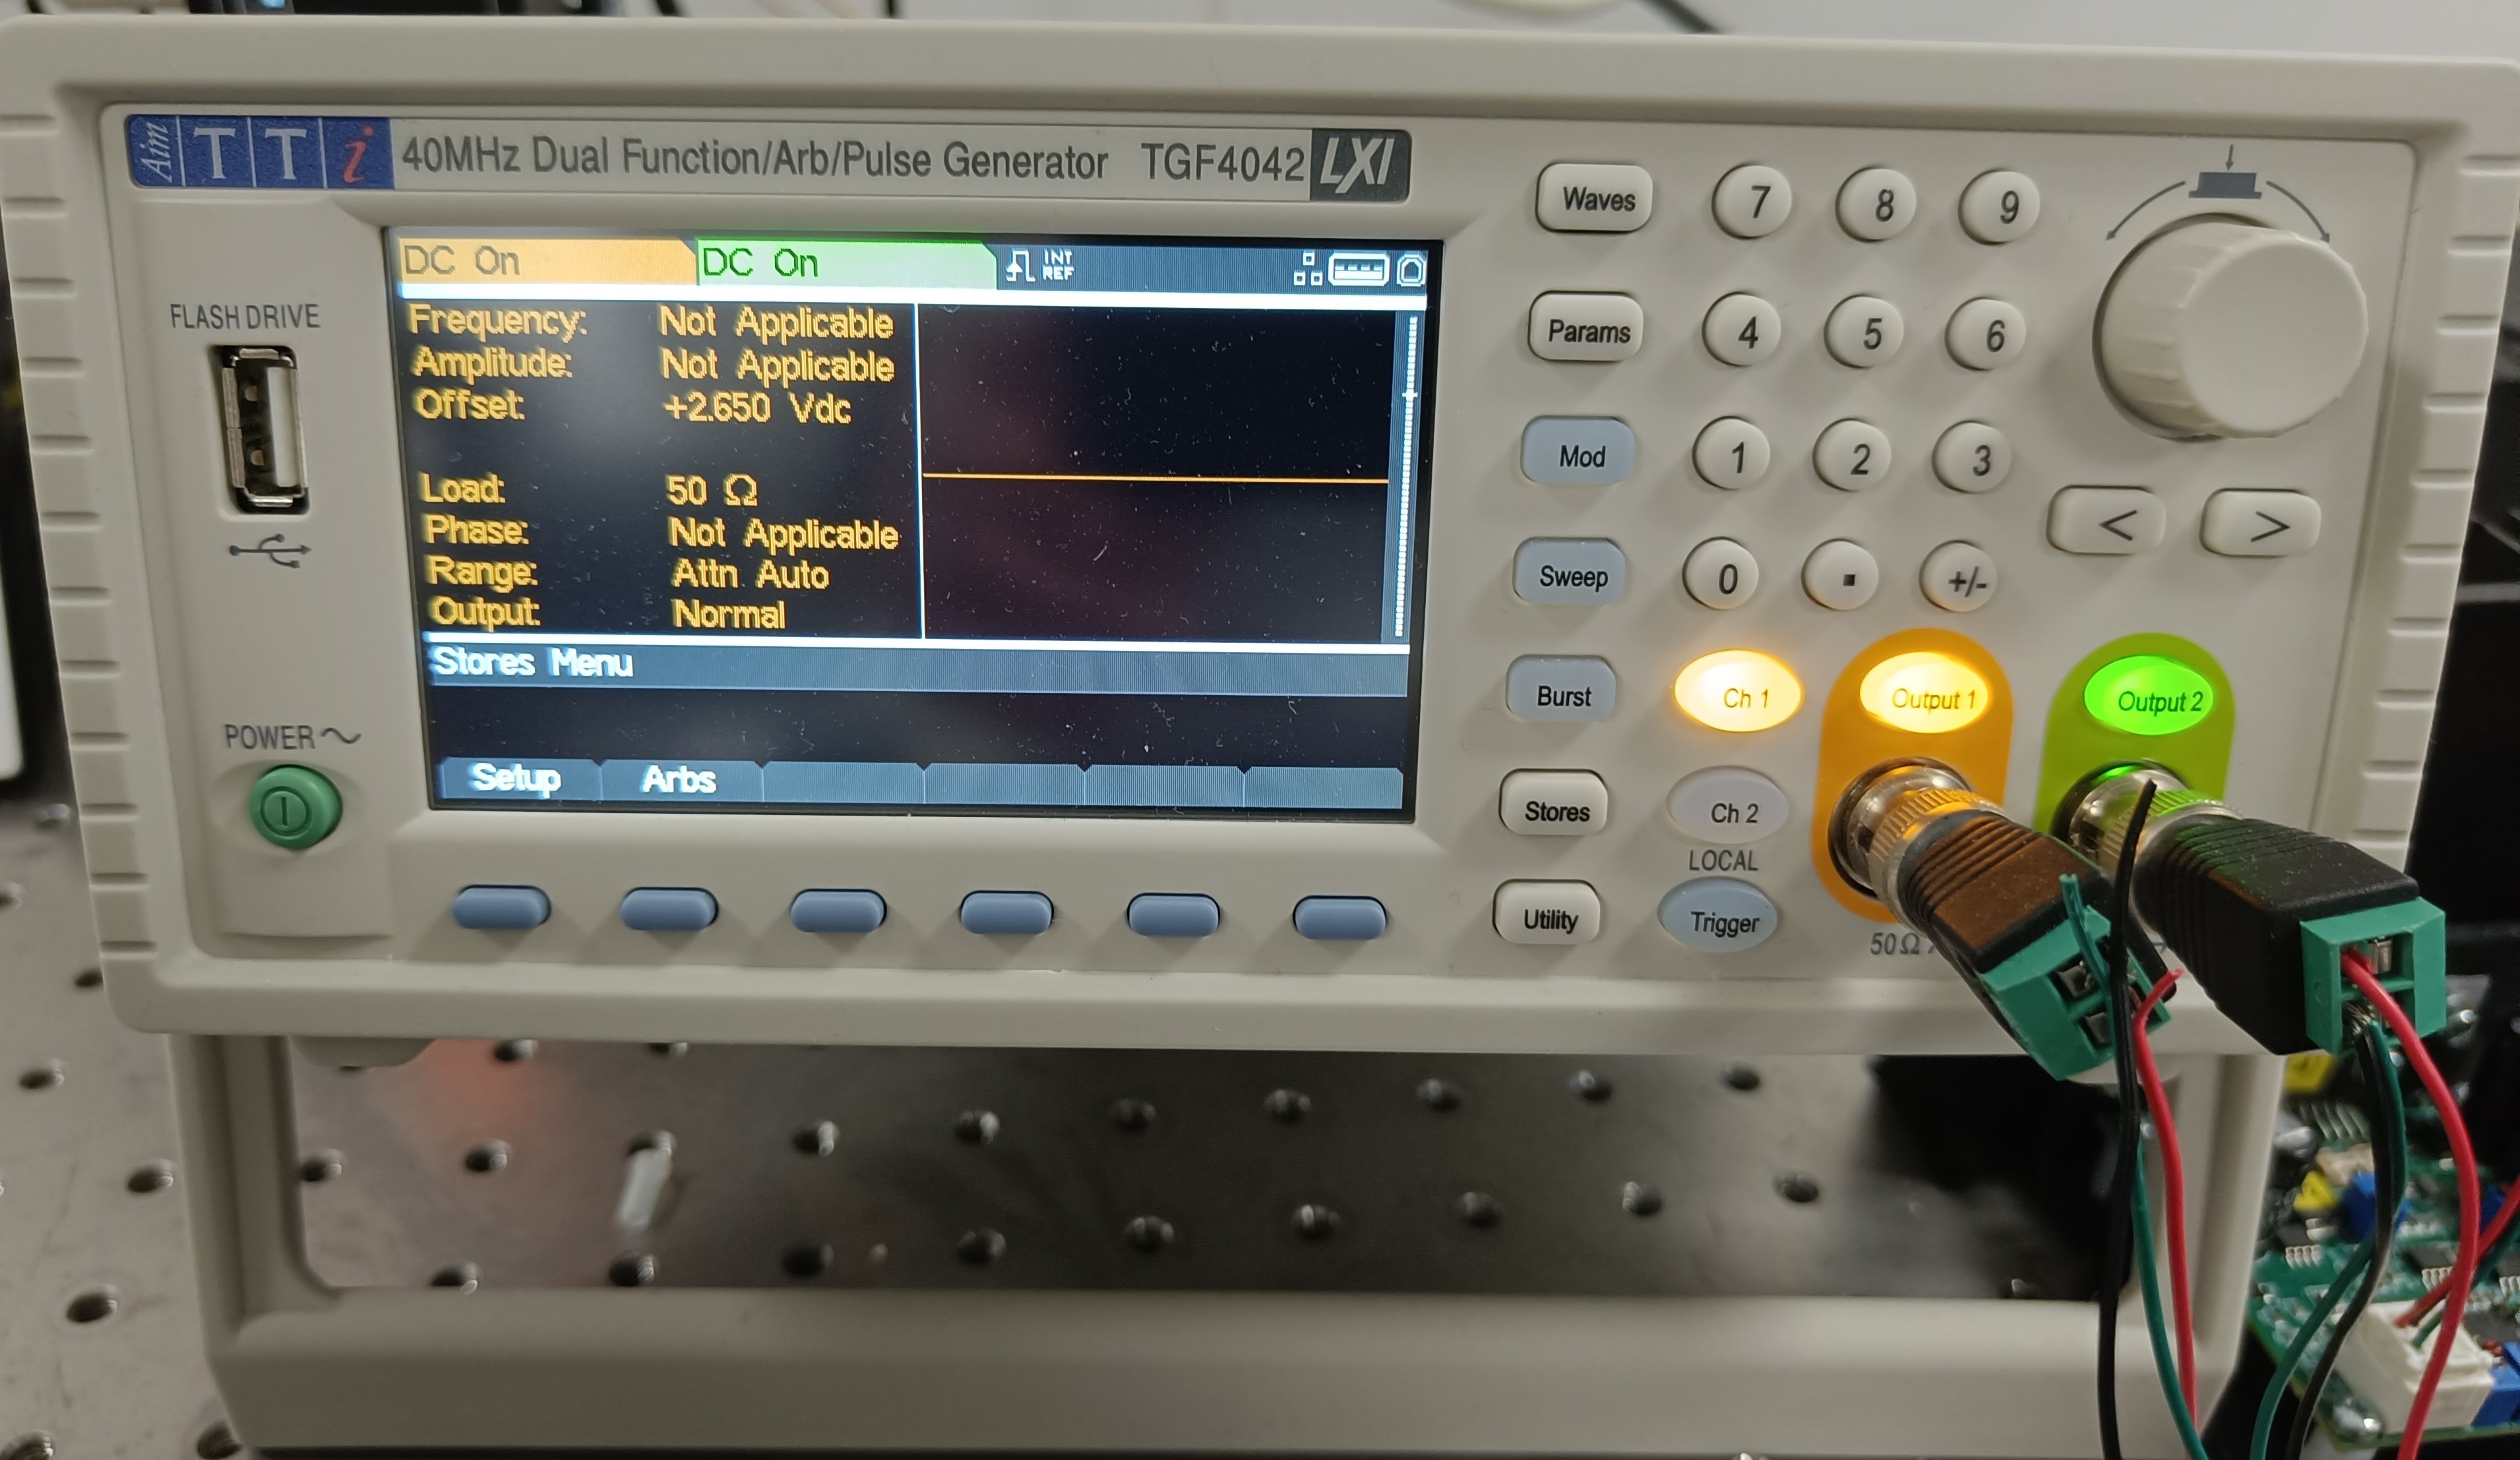 Aim TTi 40MHz Dual Function/Arb/Pulse Generator TGF4042 LXI
DC On DC On INT REF
Frequency: Not Applicable
Amplitude: Not Applicable
Offset: +2.650 Vdc
Load: 50 Ω
Phase: Not Applicable
Range: Attn Auto
Output: Normal
Stores Menu
Setup Arbs
FLASH DRIVE
POWER
Waves 7 8 9
Params 4 5 6
Mod 1 2 3
< >
Sweep 0 . +/-
Burst Ch 1 Output 1 Output 2
Stores Ch 2
LOCAL
Utility Trigger
50Ω